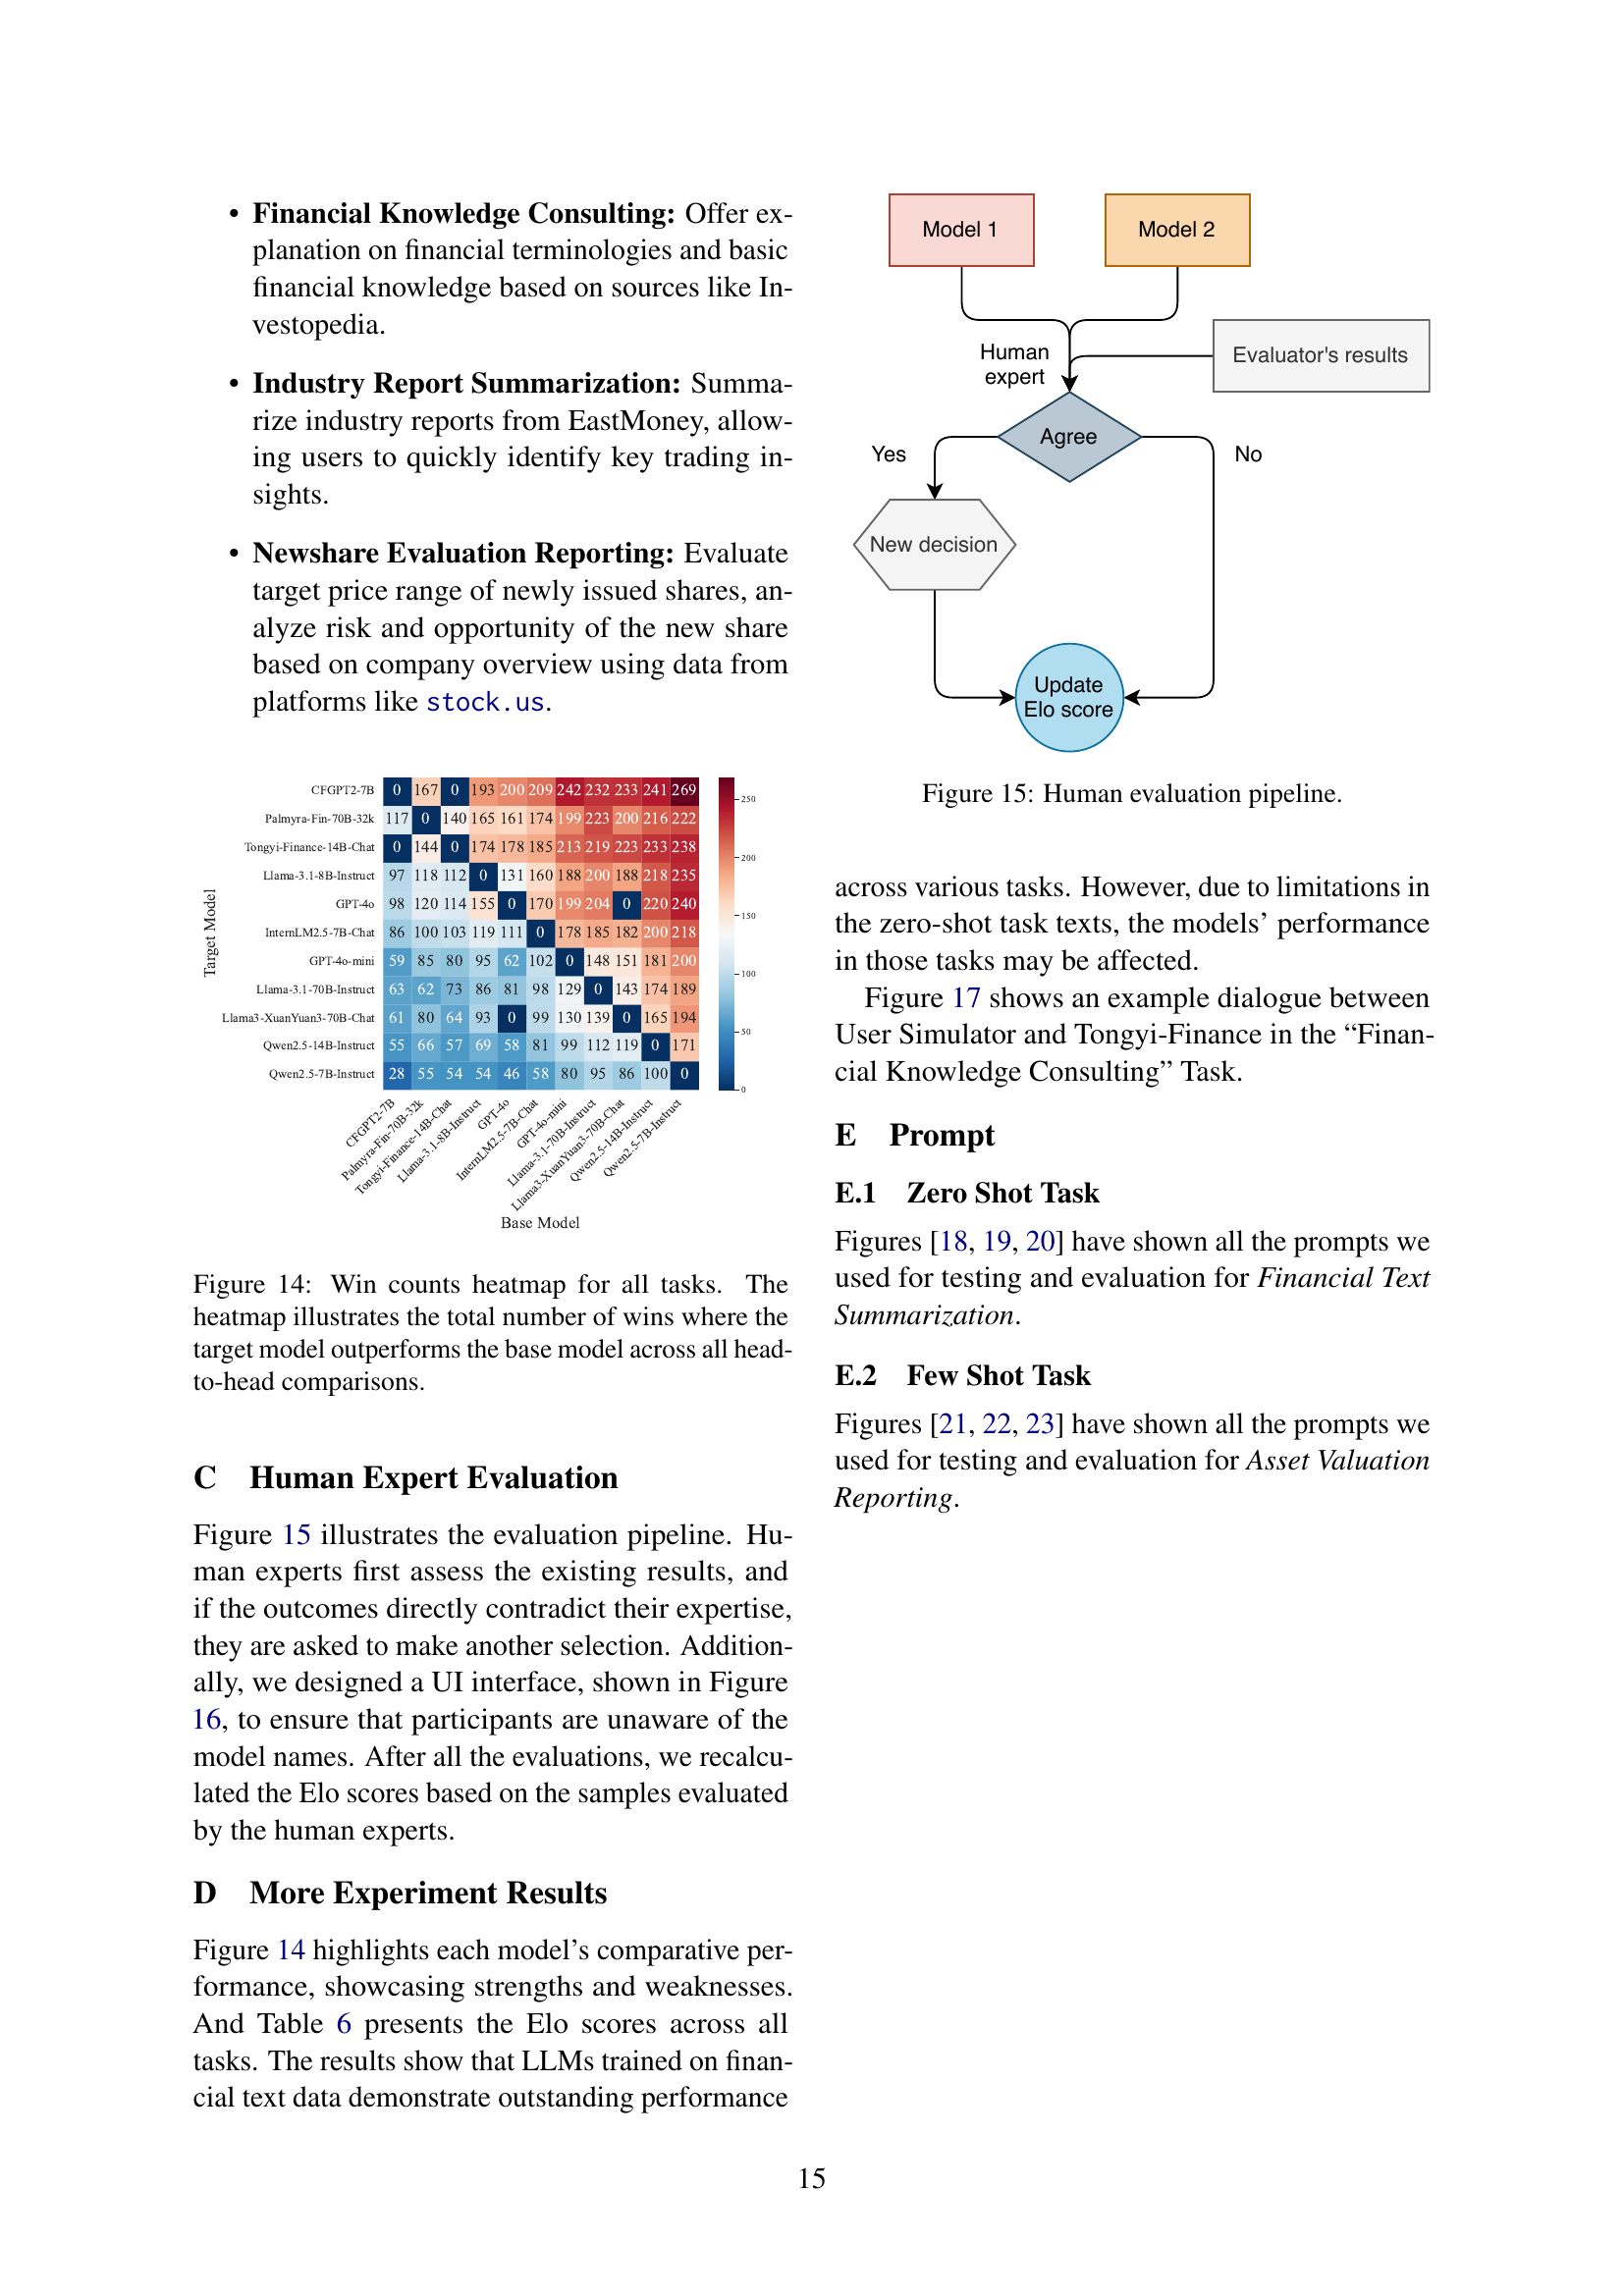 • Financial Knowledge Consulting: Offer ex-
planation on financial terminologies and basic
financial knowledge based on sources like In-
vestopedia.
• Industry Report Summarization: Summa-
rize industry reports from EastMoney, allow-
ing users to quickly identify key trading in-
sights.
• Newshare Evaluation Reporting: Evaluate
target price range of newly issued shares, an-
alyze risk and opportunity of the new share
based on company overview using data from
platforms like stock.us.
Target Model
CFGPT2-7B 0 167 0 193 200 209 242 232 233 241 269
Palmyra-Fin-70B-32k 117 0 140 165 161 174 199 223 200 216 222
Tongyi-Finance-14B-Chat 0 144 0 174 178 185 213 219 223 233 238
Llama-3.1-8B-Instruct 97 118 112 0 131 160 188 200 188 218 235
GPT-4o 98 120 114 155 0 170 199 204 0 220 240
InternLM2.5-7B-Chat 86 100 103 119 111 0 178 185 182 200 218
GPT-4o-mini 59 85 80 95 62 102 0 148 151 181 200
Llama-3.1-70B-Instruct 63 62 73 86 81 98 129 0 143 174 189
Llama3-XuanYuan3-70B-Chat 61 80 64 93 0 99 130 139 0 165 194
Qwen2.5-14B-Instruct 55 66 57 69 58 81 99 112 119 0 171
Qwen2.5-7B-Instruct 28 55 54 54 46 58 80 95 86 100 0
250
200
150
100
50
0
CFGPT2-7B
Palmyra-Fin-70B-32k
Tongyi-Finance-14B-Chat
Llama-3.1-8B-Instruct
GPT-4o
InternLM2.5-7B-Chat
GPT-4o-mini
Llama-3.1-70B-Instruct
Llama3-XuanYuan3-70B-Chat
Qwen2.5-14B-Instruct
Qwen2.5-7B-Instruct
Base Model
Figure 14: Win counts heatmap for all tasks. The
heatmap illustrates the total number of wins where the
target model outperforms the base model across all head-
to-head comparisons.
C Human Expert Evaluation
Figure 15 illustrates the evaluation pipeline. Hu-
man experts first assess the existing results, and
if the outcomes directly contradict their expertise,
they are asked to make another selection. Addition-
ally, we designed a UI interface, shown in Figure
16, to ensure that participants are unaware of the
model names. After all the evaluations, we recalcu-
lated the Elo scores based on the samples evaluated
by the human experts.
D More Experiment Results
Figure 14 highlights each model's comparative per-
formance, showcasing strengths and weaknesses.
And Table 6 presents the Elo scores across all
tasks. The results show that LLMs trained on finan-
cial text data demonstrate outstanding performance
Model 1
Model 2
Human
expert
Evaluator's results
Agree
Yes
No
New decision
Update
Elo score
Figure 15: Human evaluation pipeline.
across various tasks. However, due to limitations in
the zero-shot task texts, the models' performance
in those tasks may be affected.
Figure 17 shows an example dialogue between
User Simulator and Tongyi-Finance in the “Finan-
cial Knowledge Consulting” Task.
E Prompt
E.1 Zero Shot Task
Figures [18, 19, 20] have shown all the prompts we
used for testing and evaluation for Financial Text
Summarization.
E.2 Few Shot Task
Figures [21, 22, 23] have shown all the prompts we
used for testing and evaluation for Asset Valuation
Reporting.
15